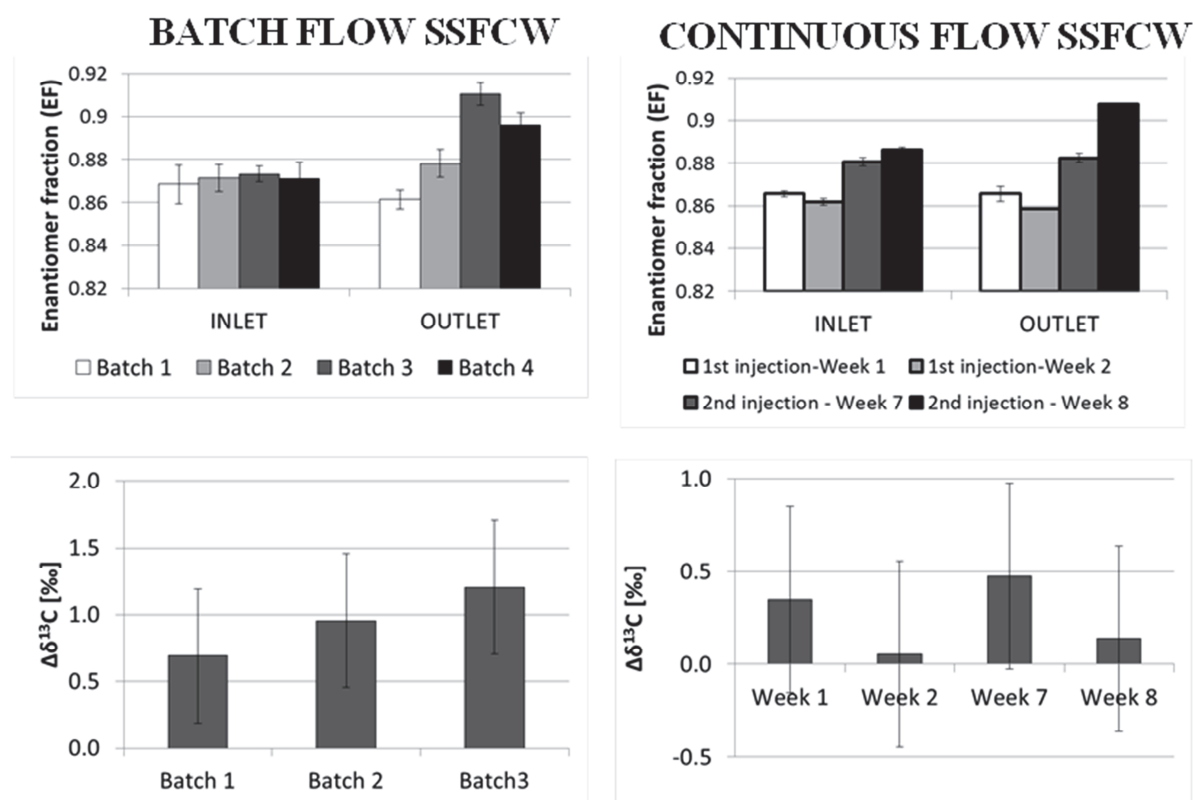 BATCH FLOW SSFCW
Enantiomer fraction (EF)
0.92
0.9
0.88
0.86
0.84
0.82
INLET OUTLET
Batch 1 Batch 2 Batch 3 Batch 4
CONTINUOUS FLOW SSFCW
Enantiomer fraction (EF)
0.92
0.9
0.88
0.86
0.84
0.82
INLET OUTLET
1st injection-Week 1 1st injection-Week 2
2nd injection - Week 7 2nd injection - Week 8
Δδ¹³C [‰]
2.0
1.5
1.0
0.5
0.0
Batch 1 Batch 2 Batch3
Δδ¹³C [‰]
1.0
0.5
0.0
-0.5
Week 1 Week 2 Week 7 Week 8